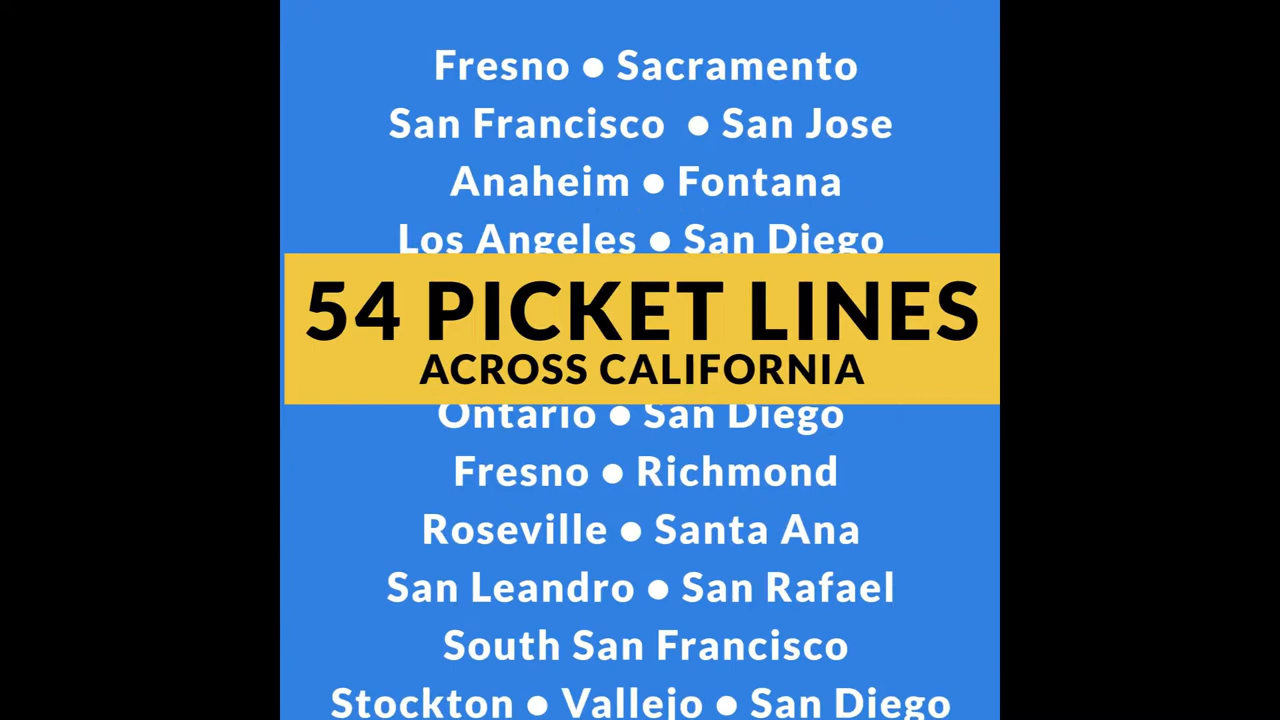 Fresno ● Sacramento
San Francisco ● San Jose
Anaheim ● Fontana
Los Angeles ● San Diego
54 PICKET LINES
ACROSS CALIFORNIA
Ontario ● San Diego
Fresno ● Richmond
Roseville ● Santa Ana
San Leandro ● San Rafael
South San Francisco
Stockton ● Vallejo ● San Diego